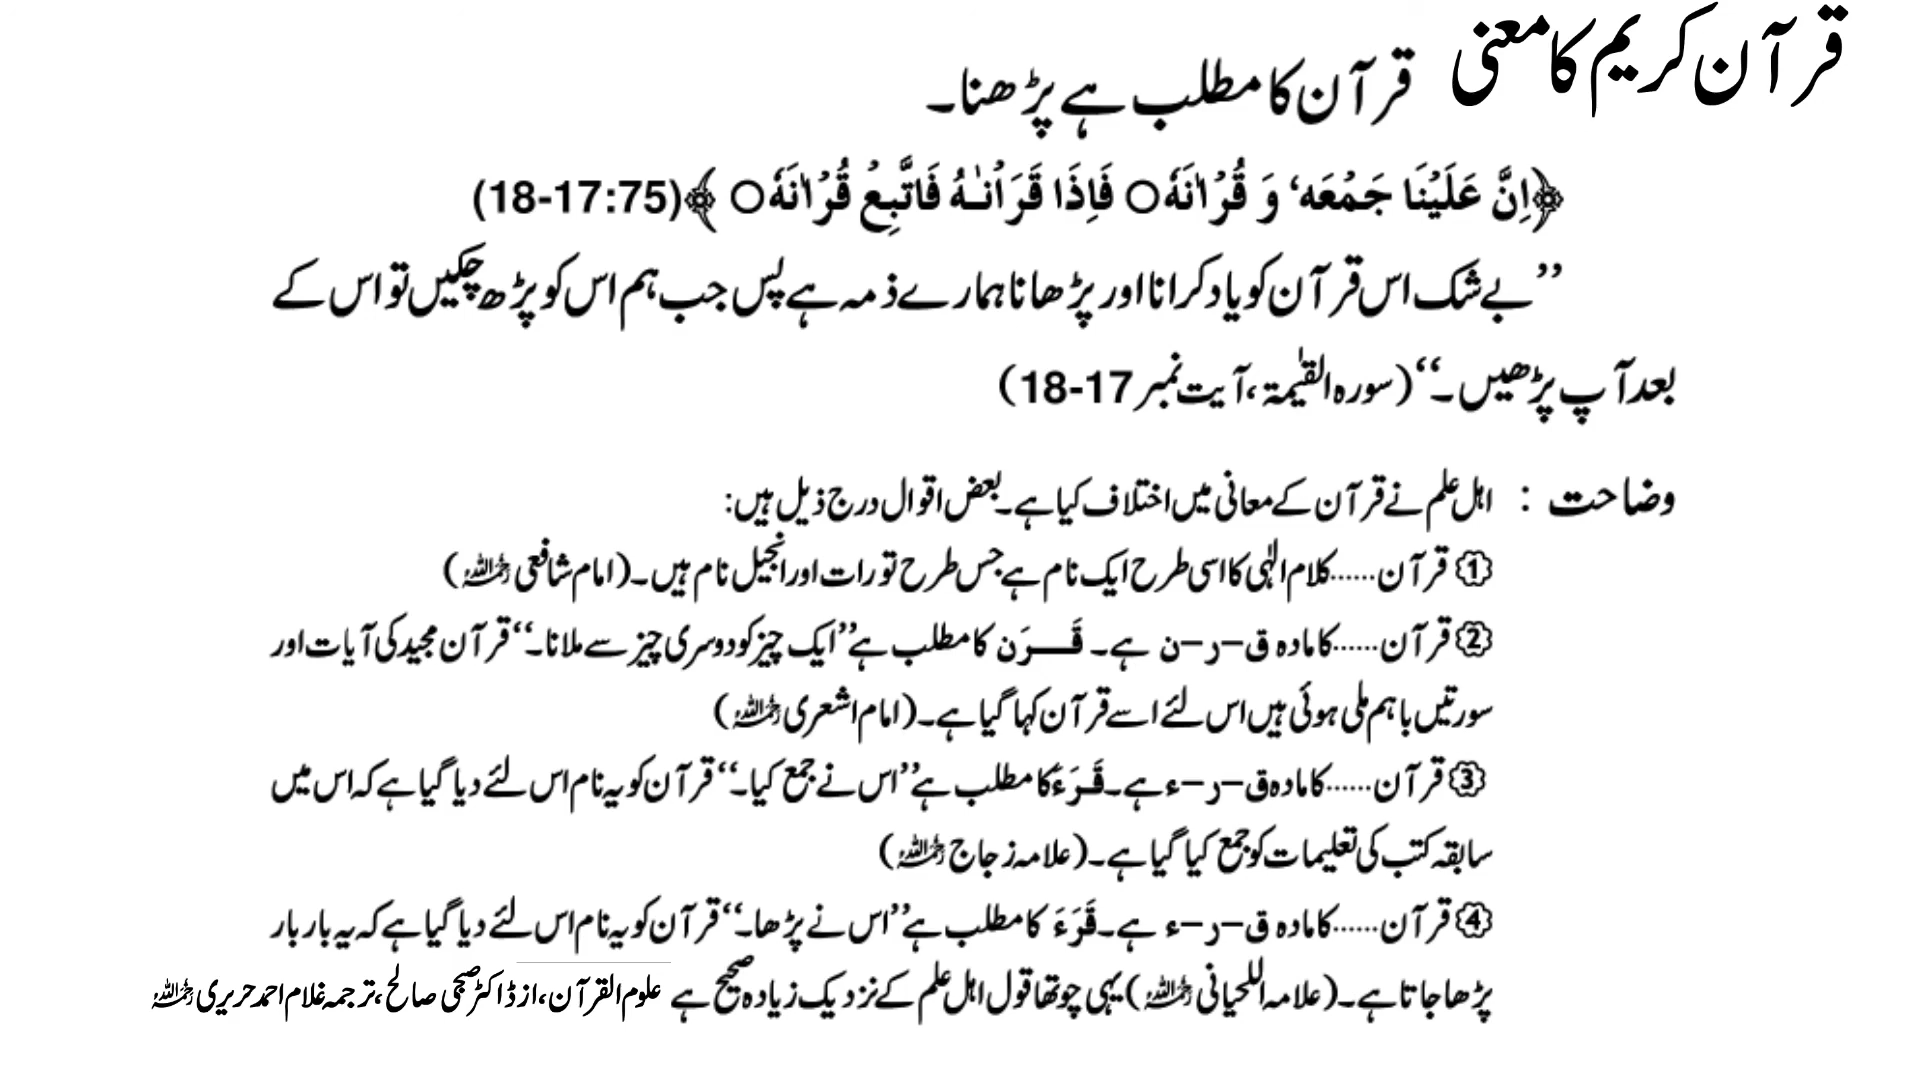 قرآن کریم کا معنی
قرآن کا مطلب ہے پڑھنا۔
﴿اِنَّ عَلَیْنَا جَمْعَهٗ وَ قُرْاٰنَهٗ○ فَاِذَا قَرَاْنٰهُ فَاتَّبِعْ قُرْاٰنَهٗ○﴾(18-17:75)
’’بے شک اس قرآن کو یاد کرانا اور پڑھانا ہمارے ذمہ ہے پس جب ہم اس کو پڑھ چکیں تو اس کے
بعد آپ پڑھیں۔‘‘ (سورہ القیٰمۃ، آیت نمبر 17-18)
وضاحت : اہل علم نے قرآن کے معانی میں اختلاف کیا ہے۔ بعض اقوال درج ذیل ہیں:
① قرآن......کلام الٰہی کا اسی طرح ایک نام ہے جس طرح تورات اور انجیل نام ہیں۔ (امام شافعی رحمہ اللہ)
② قرآن......کا مادہ ق–ر–ن ہے۔ قَـرَن کا مطلب ہے ’’ایک چیز کو دوسری چیز سے ملانا۔‘‘ قرآن مجید کی آیات اور
سورتیں باہم ملی ہوئی ہیں اس لئے اسے قرآن کہا گیا ہے۔ (امام اشعری رحمہ اللہ)
③ قرآن......کا مادہ ق–ر–ء ہے۔ قَرَءَ کا مطلب ہے ’’اس نے جمع کیا۔‘‘ قرآن کو یہ نام اس لئے دیا گیا ہے کہ اس میں
سابقہ کتب کی تعلیمات کو جمع کیا گیا ہے۔ (علامہ زجاج رحمہ اللہ)
④ قرآن......کا مادہ ق–ر–ء ہے۔ قَرَءَ کا مطلب ہے ’’اس نے پڑھا۔‘‘ قرآن کو یہ نام اس لئے دیا گیا ہے کہ یہ بار بار
پڑھا جاتا ہے۔ (علامہ اللحیانی رحمہ اللہ) یہی چوتھا قول اہل علم کے نزدیک زیادہ صحیح ہے علوم القرآن، از ڈاکٹر صبحی صالح، ترجمہ غلام احمد حریری رحمہ اللہ